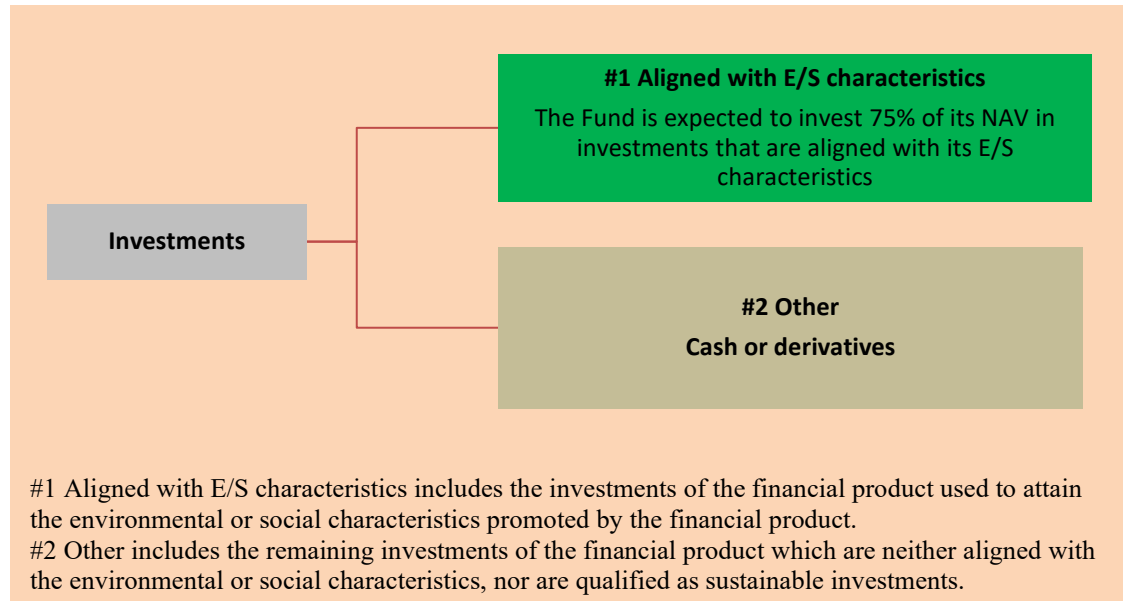 #1 Aligned with E/S characteristics
The Fund is expected to invest 75% of its NAV in
investments that are aligned with its E/S
characteristics
Investments
#2 Other
Cash or derivatives
#1 Aligned with E/S characteristics includes the investments of the financial product used to attain
the environmental or social characteristics promoted by the financial product.
#2 Other includes the remaining investments of the financial product which are neither aligned with
the environmental or social characteristics, nor are qualified as sustainable investments.